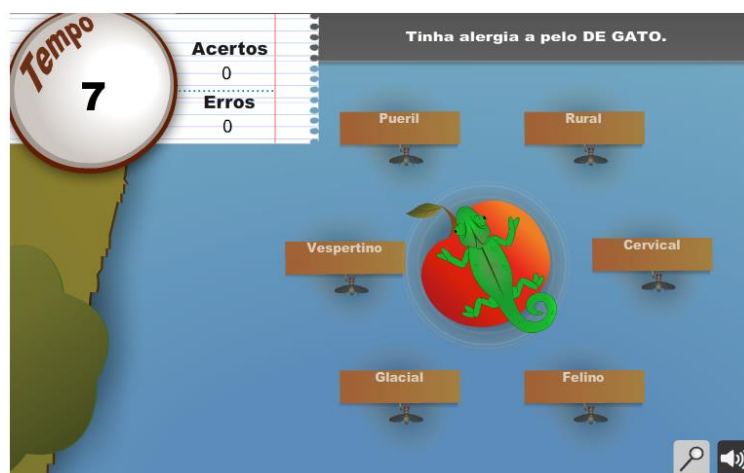 Tempo
7
Acertos
0
Erros
0
Tinha alergia a pelo DE GATO.
Pueril
Rural
Vespertino
Cervical
Glacial
Felino